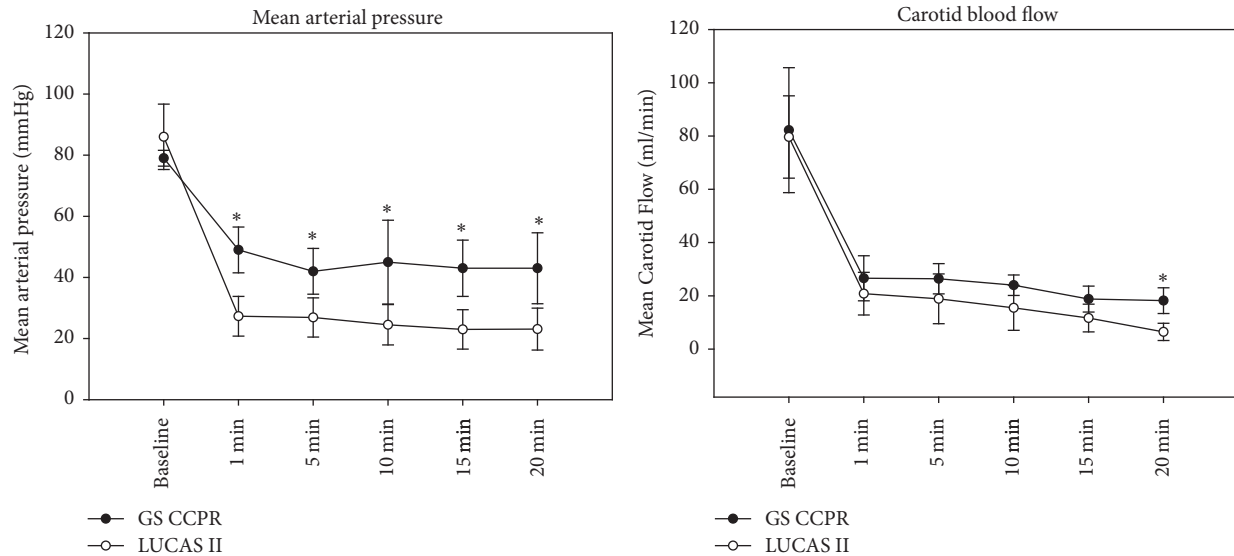 Mean arterial pressure
120
100
80
60
40
20
0
Mean arterial pressure (mmHg)
* * * * *
Baseline
1 min
5 min
10 min
15 min
20 min
GS CCPR
LUCAS II
Carotid blood flow
120
100
80
60
40
20
0
Mean Carotid Flow (ml/min)
*
Baseline
1 min
5 min
10 min
15 min
20 min
GS CCPR
LUCAS II